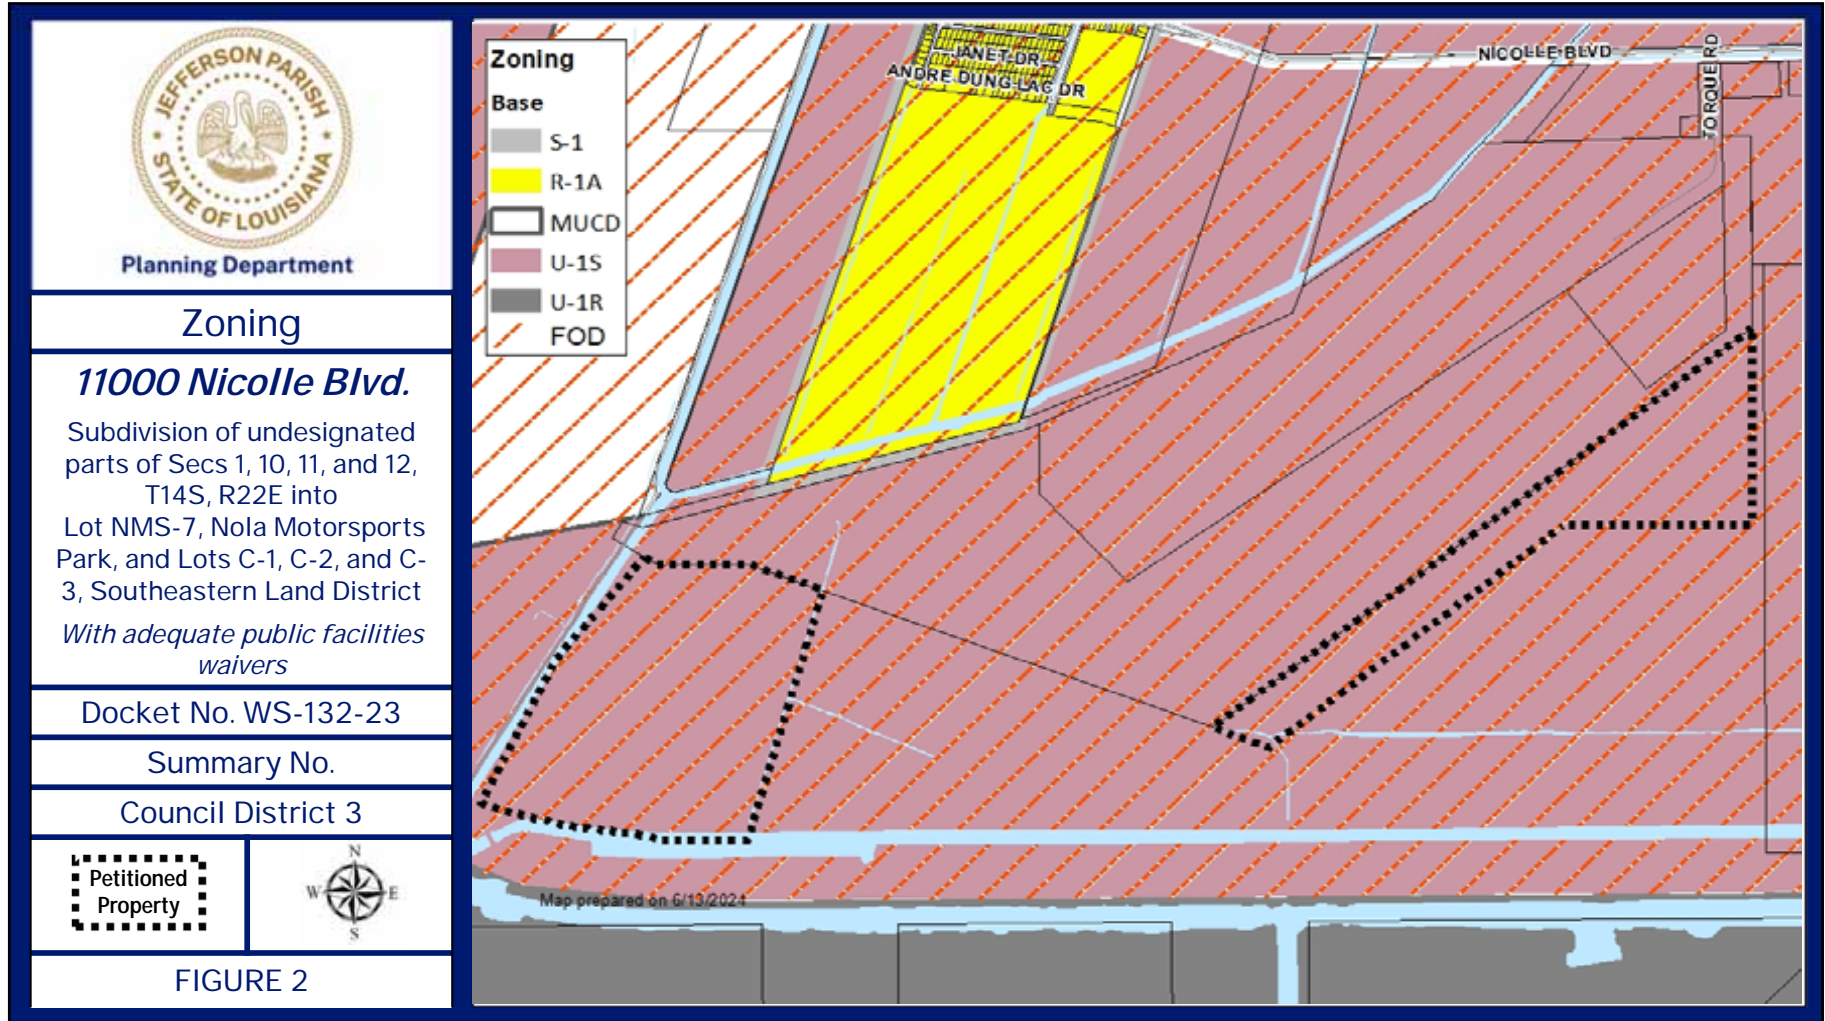 JEFFERSON PARISH
STATE OF LOUISIANA
Planning Department
Zoning
11000 Nicolle Blvd.
Subdivision of undesignated
parts of Secs 1, 10, 11, and 12,
T14S, R22E into
Lot NMS-7, Nola Motorsports
Park, and Lots C-1, C-2, and C-
3, Southeastern Land District
With adequate public facilities
waivers
Docket No. WS-132-23
Summary No.
Council District 3
Petitioned
Property
N
W
E
S
FIGURE 2
Zoning
Base
S-1
R-1A
MUCD
U-1S
U-1R
FOD
JANET DR
ANDRE DUNG LAC DR
NICOLLE BLVD
TORQUE RD
Map prepared on 6/13/2024